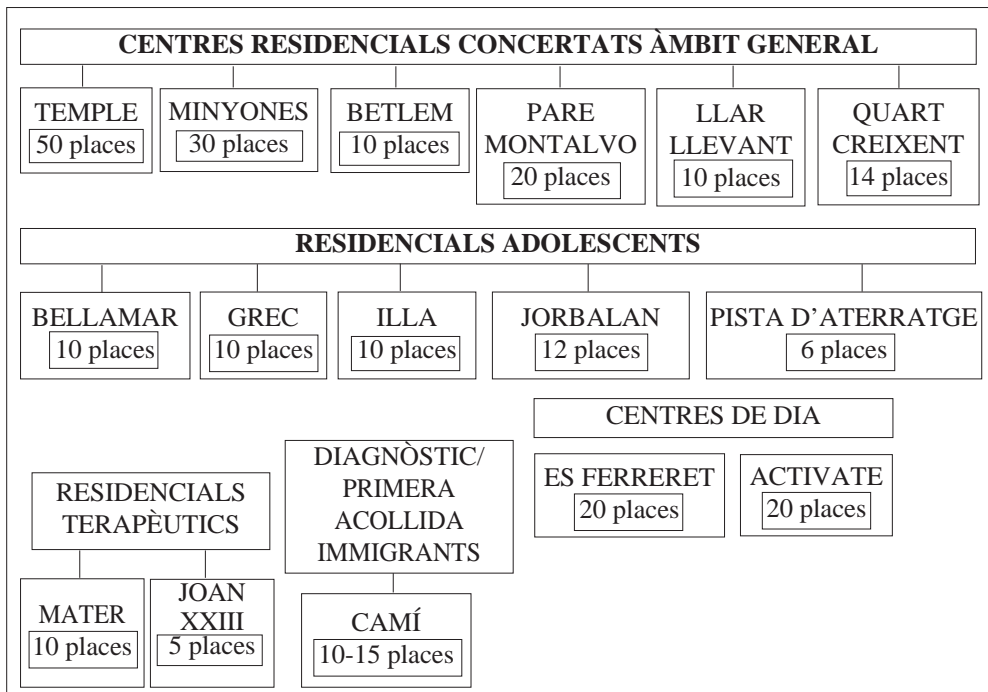 CENTRES RESIDENCIALS CONCERTATS ÀMBIT GENERAL
TEMPLE
50 places
MINYONES
30 places
BETLEM
10 places
PARE
MONTALVO
20 places
LLAR
LLEVANT
10 places
QUART
CREIXENT
14 places
RESIDENCIALS ADOLESCENTS
BELLAMAR
10 places
GREC
10 places
ILLA
10 places
JORBALAN
12 places
PISTA D’ATERRATGE
6 places
RESIDENCIALS
TERAPÈUTICS
MATER
10 places
JOAN
XXIII
5 places
DIAGNÒSTIC/
PRIMERA
ACOLLIDA
IMMIGRANTS
CAMÍ
10-15 places
CENTRES DE DIA
ES FERRERET
20 places
ACTIVATE
20 places